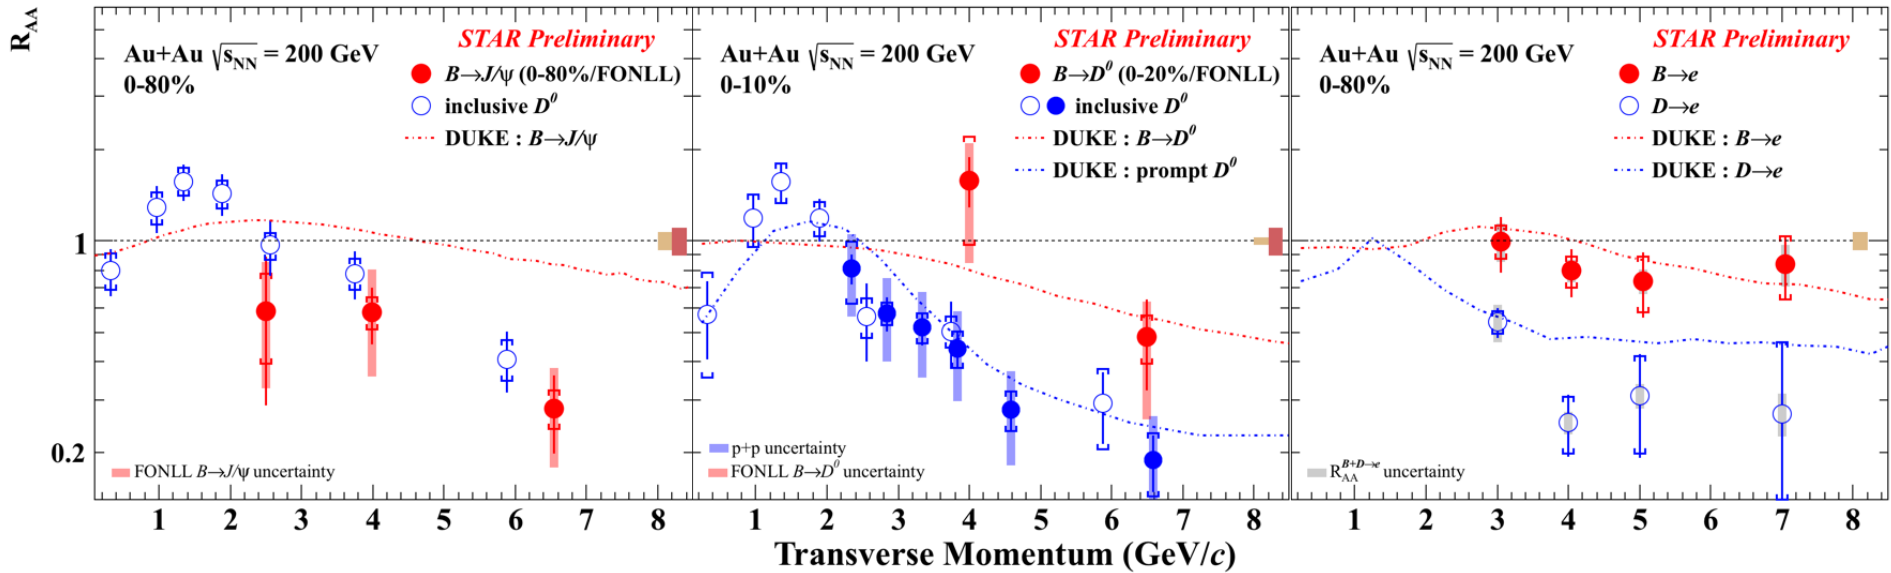 R_AA
STAR Preliminary
Au+Au √s_NN = 200 GeV
0-80%
B→J/ψ (0-80%/FONLL)
inclusive D⁰
DUKE : B→J/ψ
FONLL B→J/ψ uncertainty
1
0.2
1 2 3 4 5 6 7 8
STAR Preliminary
Au+Au √s_NN = 200 GeV
0-10%
B→D⁰ (0-20%/FONLL)
inclusive D⁰
DUKE : B→D⁰
DUKE : prompt D⁰
p+p uncertainty
FONLL B→D⁰ uncertainty
1 2 3 4 5 6 7 8
STAR Preliminary
Au+Au √s_NN = 200 GeV
0-80%
B→e
D→e
DUKE : B→e
DUKE : D→e
R_AA^B+D→e uncertainty
1 2 3 4 5 6 7 8
Transverse Momentum (GeV/c)